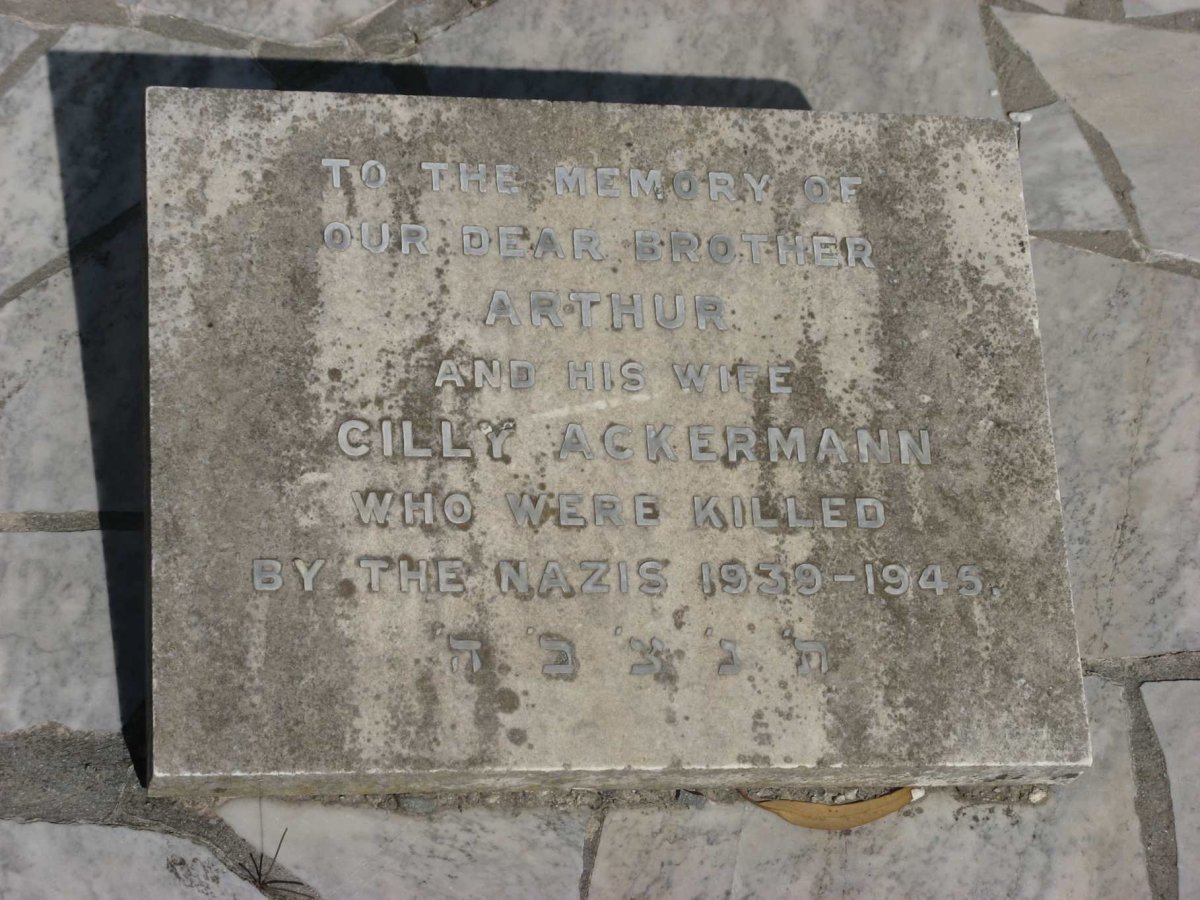 TO THE MEMORY OF
OUR DEAR BROTHER
ARTHUR
AND HIS WIFE
CILLY ACKERMANN
WHO WERE KILLED
BY THE NAZIS 1939-1945.
ת' נ' צ' ב' ה'